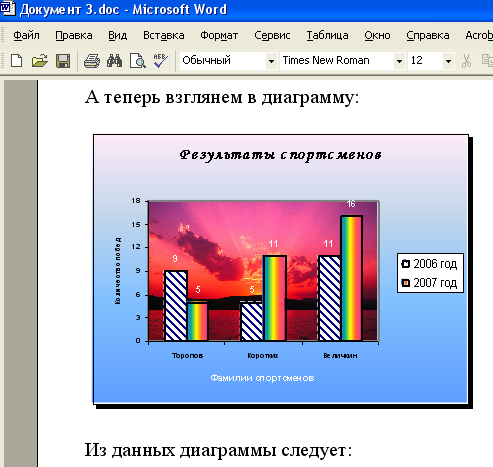 Документ 3.doc - Microsoft Word
Файл Правка Вид Вставка Формат Сервис Таблица Окно Справка Acrob
Обычный Times New Roman 12
А теперь взглянем в диаграмму:
Результаты спортсменов
18
15
12
9
6
3
0
Количество побед
9 5 5 11 11 16
Торопов Коротких Величкин
Фамилии спортсменов
2006 год
2007 год
Из данных диаграммы следует: